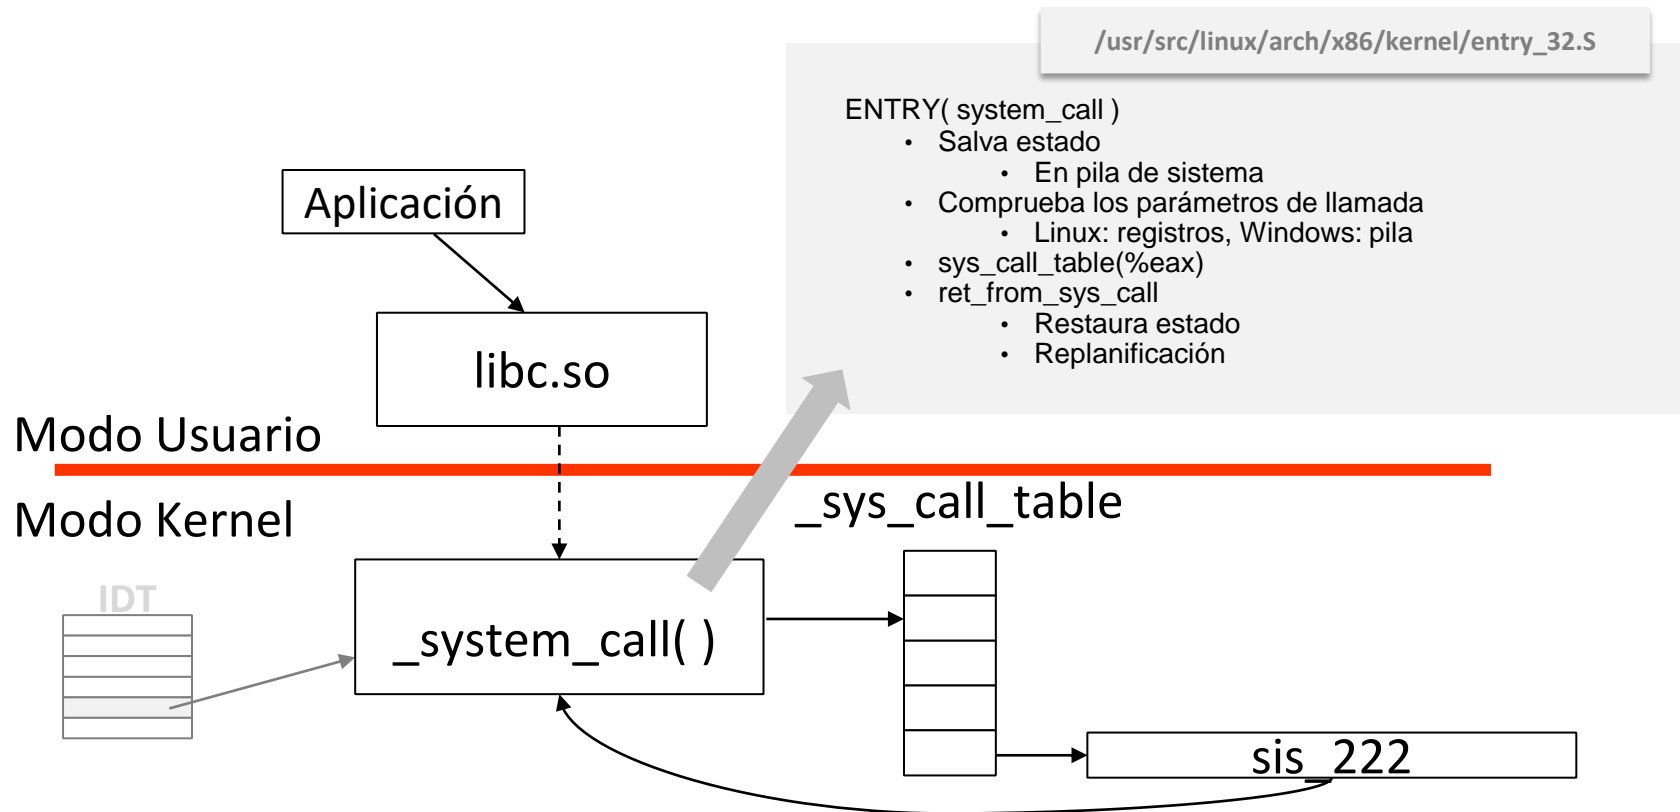 /usr/src/linux/arch/x86/kernel/entry_32.S
ENTRY( system_call )
• Salva estado
• En pila de sistema
• Comprueba los parámetros de llamada
• Linux: registros, Windows: pila
• sys_call_table(%eax)
• ret_from_sys_call
• Restaura estado
• Replanificación
Aplicación
libc.so
Modo Usuario
Modo Kernel
_sys_call_table
IDT
_system_call( )
sis_222